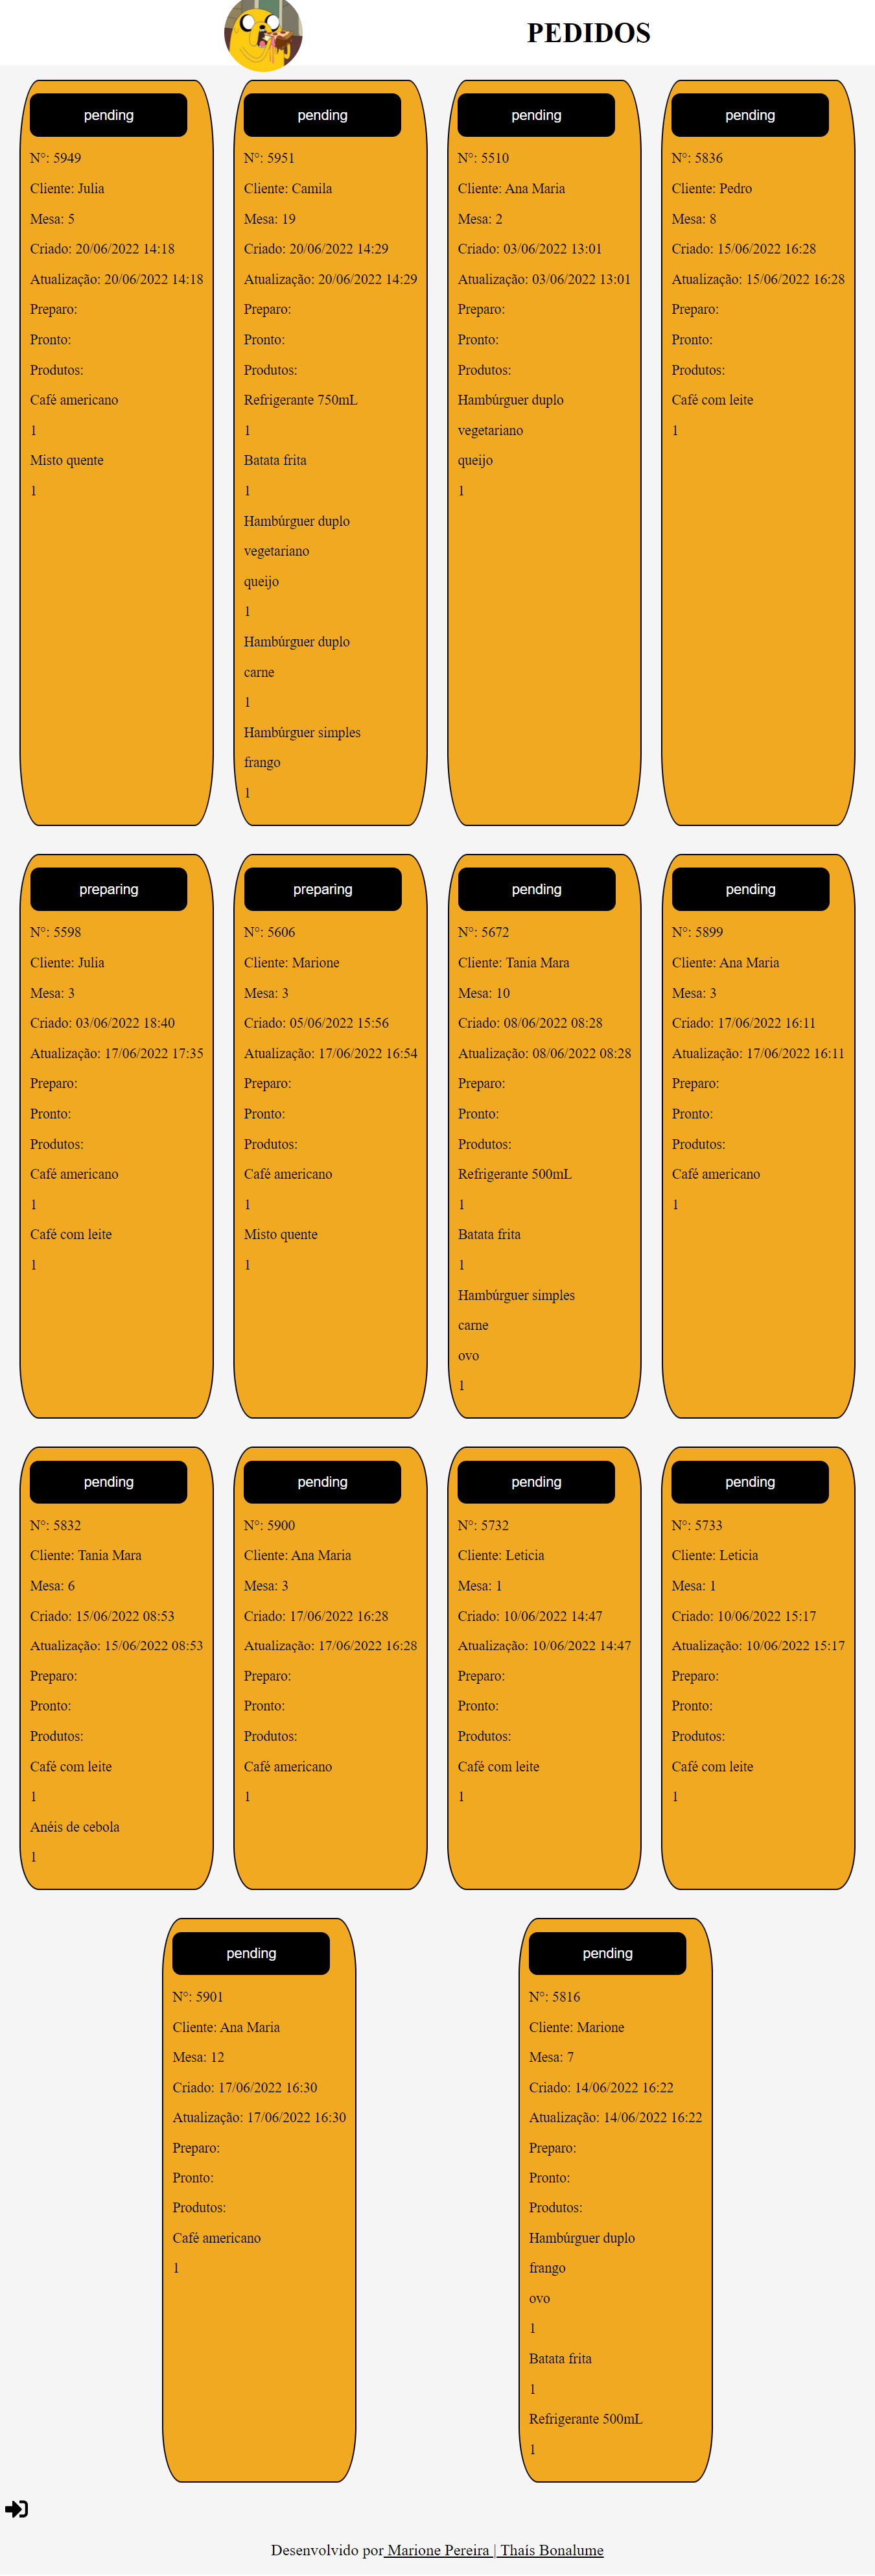 PEDIDOS
pending
N°: 5949
Cliente: Julia
Mesa: 5
Criado: 20/06/2022 14:18
Atualização: 20/06/2022 14:18
Preparo:
Pronto:
Produtos:
Café americano
1
Misto quente
1
pending
N°: 5951
Cliente: Camila
Mesa: 19
Criado: 20/06/2022 14:29
Atualização: 20/06/2022 14:29
Preparo:
Pronto:
Produtos:
Refrigerante 750mL
1
Batata frita
1
Hambúrguer duplo
vegetariano
queijo
1
Hambúrguer duplo
carne
1
Hambúrguer simples
frango
1
pending
N°: 5510
Cliente: Ana Maria
Mesa: 2
Criado: 03/06/2022 13:01
Atualização: 03/06/2022 13:01
Preparo:
Pronto:
Produtos:
Hambúrguer duplo
vegetariano
queijo
1
pending
N°: 5836
Cliente: Pedro
Mesa: 8
Criado: 15/06/2022 16:28
Atualização: 15/06/2022 16:28
Preparo:
Pronto:
Produtos:
Café com leite
1
preparing
N°: 5598
Cliente: Julia
Mesa: 3
Criado: 03/06/2022 18:40
Atualização: 17/06/2022 17:35
Preparo:
Pronto:
Produtos:
Café americano
1
Café com leite
1
preparing
N°: 5606
Cliente: Marione
Mesa: 3
Criado: 05/06/2022 15:56
Atualização: 17/06/2022 16:54
Preparo:
Pronto:
Produtos:
Café americano
1
Misto quente
1
pending
N°: 5672
Cliente: Tania Mara
Mesa: 10
Criado: 08/06/2022 08:28
Atualização: 08/06/2022 08:28
Preparo:
Pronto:
Produtos:
Refrigerante 500mL
1
Batata frita
1
Hambúrguer simples
carne
ovo
1
pending
N°: 5899
Cliente: Ana Maria
Mesa: 3
Criado: 17/06/2022 16:11
Atualização: 17/06/2022 16:11
Preparo:
Pronto:
Produtos:
Café americano
1
pending
N°: 5832
Cliente: Tania Mara
Mesa: 6
Criado: 15/06/2022 08:53
Atualização: 15/06/2022 08:53
Preparo:
Pronto:
Produtos:
Café com leite
1
Anéis de cebola
1
pending
N°: 5900
Cliente: Ana Maria
Mesa: 3
Criado: 17/06/2022 16:28
Atualização: 17/06/2022 16:28
Preparo:
Pronto:
Produtos:
Café americano
1
pending
N°: 5732
Cliente: Leticia
Mesa: 1
Criado: 10/06/2022 14:47
Atualização: 10/06/2022 14:47
Preparo:
Pronto:
Produtos:
Café com leite
1
pending
N°: 5733
Cliente: Leticia
Mesa: 1
Criado: 10/06/2022 15:17
Atualização: 10/06/2022 15:17
Preparo:
Pronto:
Produtos:
Café com leite
1
pending
N°: 5901
Cliente: Ana Maria
Mesa: 12
Criado: 17/06/2022 16:30
Atualização: 17/06/2022 16:30
Preparo:
Pronto:
Produtos:
Café americano
1
pending
N°: 5816
Cliente: Marione
Mesa: 7
Criado: 14/06/2022 16:22
Atualização: 14/06/2022 16:22
Preparo:
Pronto:
Produtos:
Hambúrguer duplo
frango
ovo
1
Batata frita
1
Refrigerante 500mL
1
Desenvolvido por Marione Pereira | Thaís Bonalume